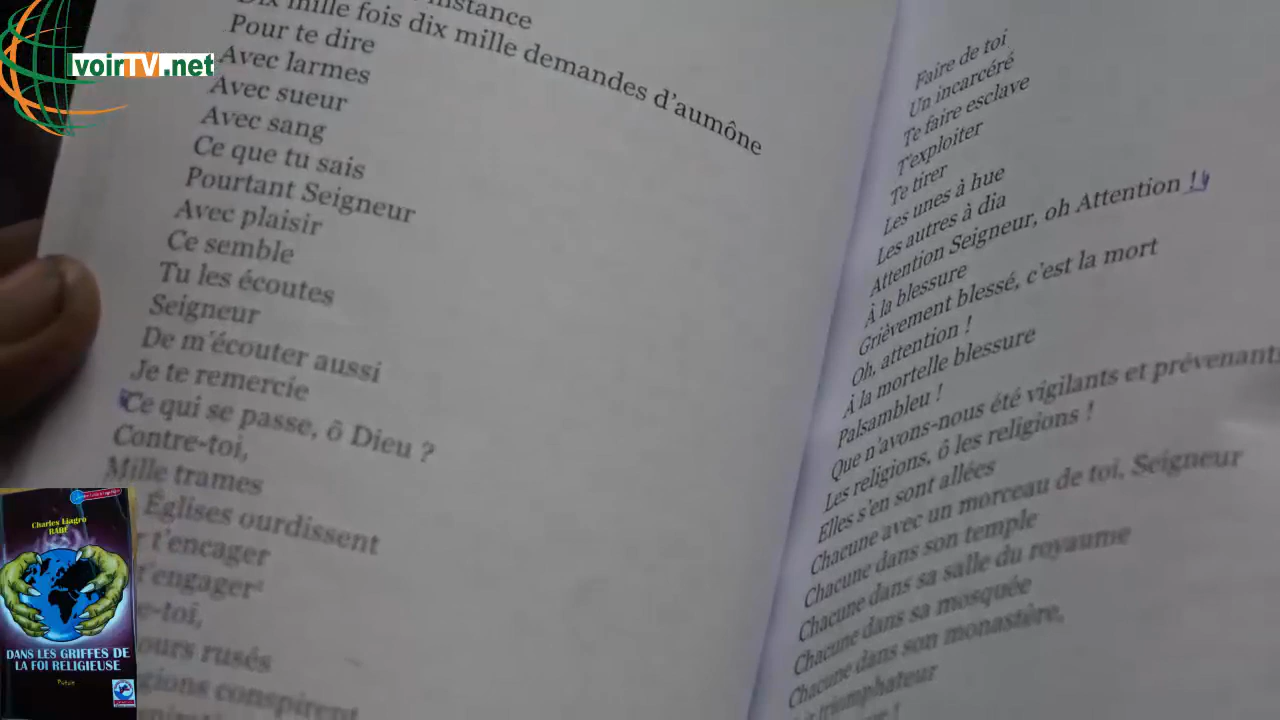 IvoirTV.net
instance
Dix mille fois dix mille demandes d'aumône
Pour te dire
Avec larmes
Avec sueur
Avec sang
Ce que tu sais
Pourtant Seigneur
Avec plaisir
Ce semble
Tu les écoutes
Seigneur
De m'écouter aussi
Je te remercie
Ce qui se passe, ô Dieu ?
Contre-toi,
Mille trames
Églises ourdissent
t'encager
t'engager
e-toi,
ours rusés
conspirent
Faire de toi
Un incarcéré
Te faire esclave
T'exploiter
Te tirer
Les unes à hue
Les autres à dia
Attention Seigneur, oh Attention !
À la blessure
Grièvement blessé, c'est la mort
Oh, attention !
À la mortelle blessure
Palsambleu !
Que n'avons-nous été vigilants et prévenants
Les religions, ô les religions !
Elles s'en sont allées
Chacune avec un morceau de toi, Seigneur
Chacune dans son temple
Chacune dans sa salle du royaume
Chacune dans sa mosquée
Chacune dans son monastère,
triomphateur
Charles Liagro
RABÉ
DANS LES GRIFFES DE
LA FOI RELIGIEUSE
Poésie